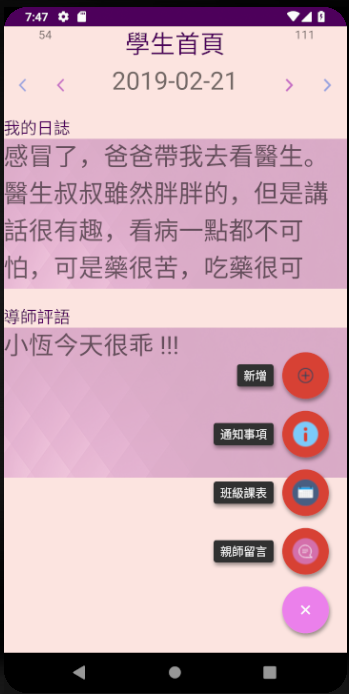 7:47
54
學生首頁
111
2019-02-21
我的日誌
感冒了，爸爸帶我去看醫生。
醫生叔叔雖然胖胖的，但是講
話很有趣，看病一點都不可
怕，可是藥很苦，吃藥很可
導師評語
小恆今天很乖 !!!
新增
通知事項
班級課表
親師留言